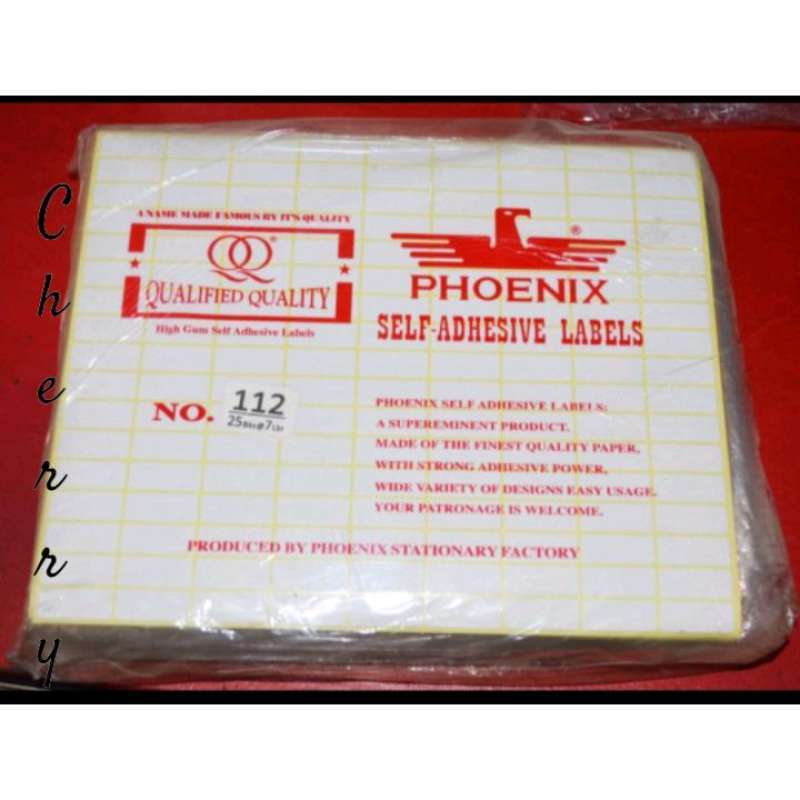 Cherry
A NAME MADE FAMOUS BY IT'S QUALITY
QQ®
QUALIFIED QUALITY
High Gum Self Adhesive Labels
®
PHOENIX
SELF-ADHESIVE LABELS
NO. 112
PHOENIX SELF ADHESIVE LABELS:
A SUPEREMINENT PRODUCT.
MADE OF THE FINEST QUALITY PAPER,
WITH STRONG ADHESIVE POWER,
WIDE VARIETY OF DESIGNS EASY USAGE.
YOUR PATRONAGE IS WELCOME.
PRODUCED BY PHOENIX STATIONARY FACTORY